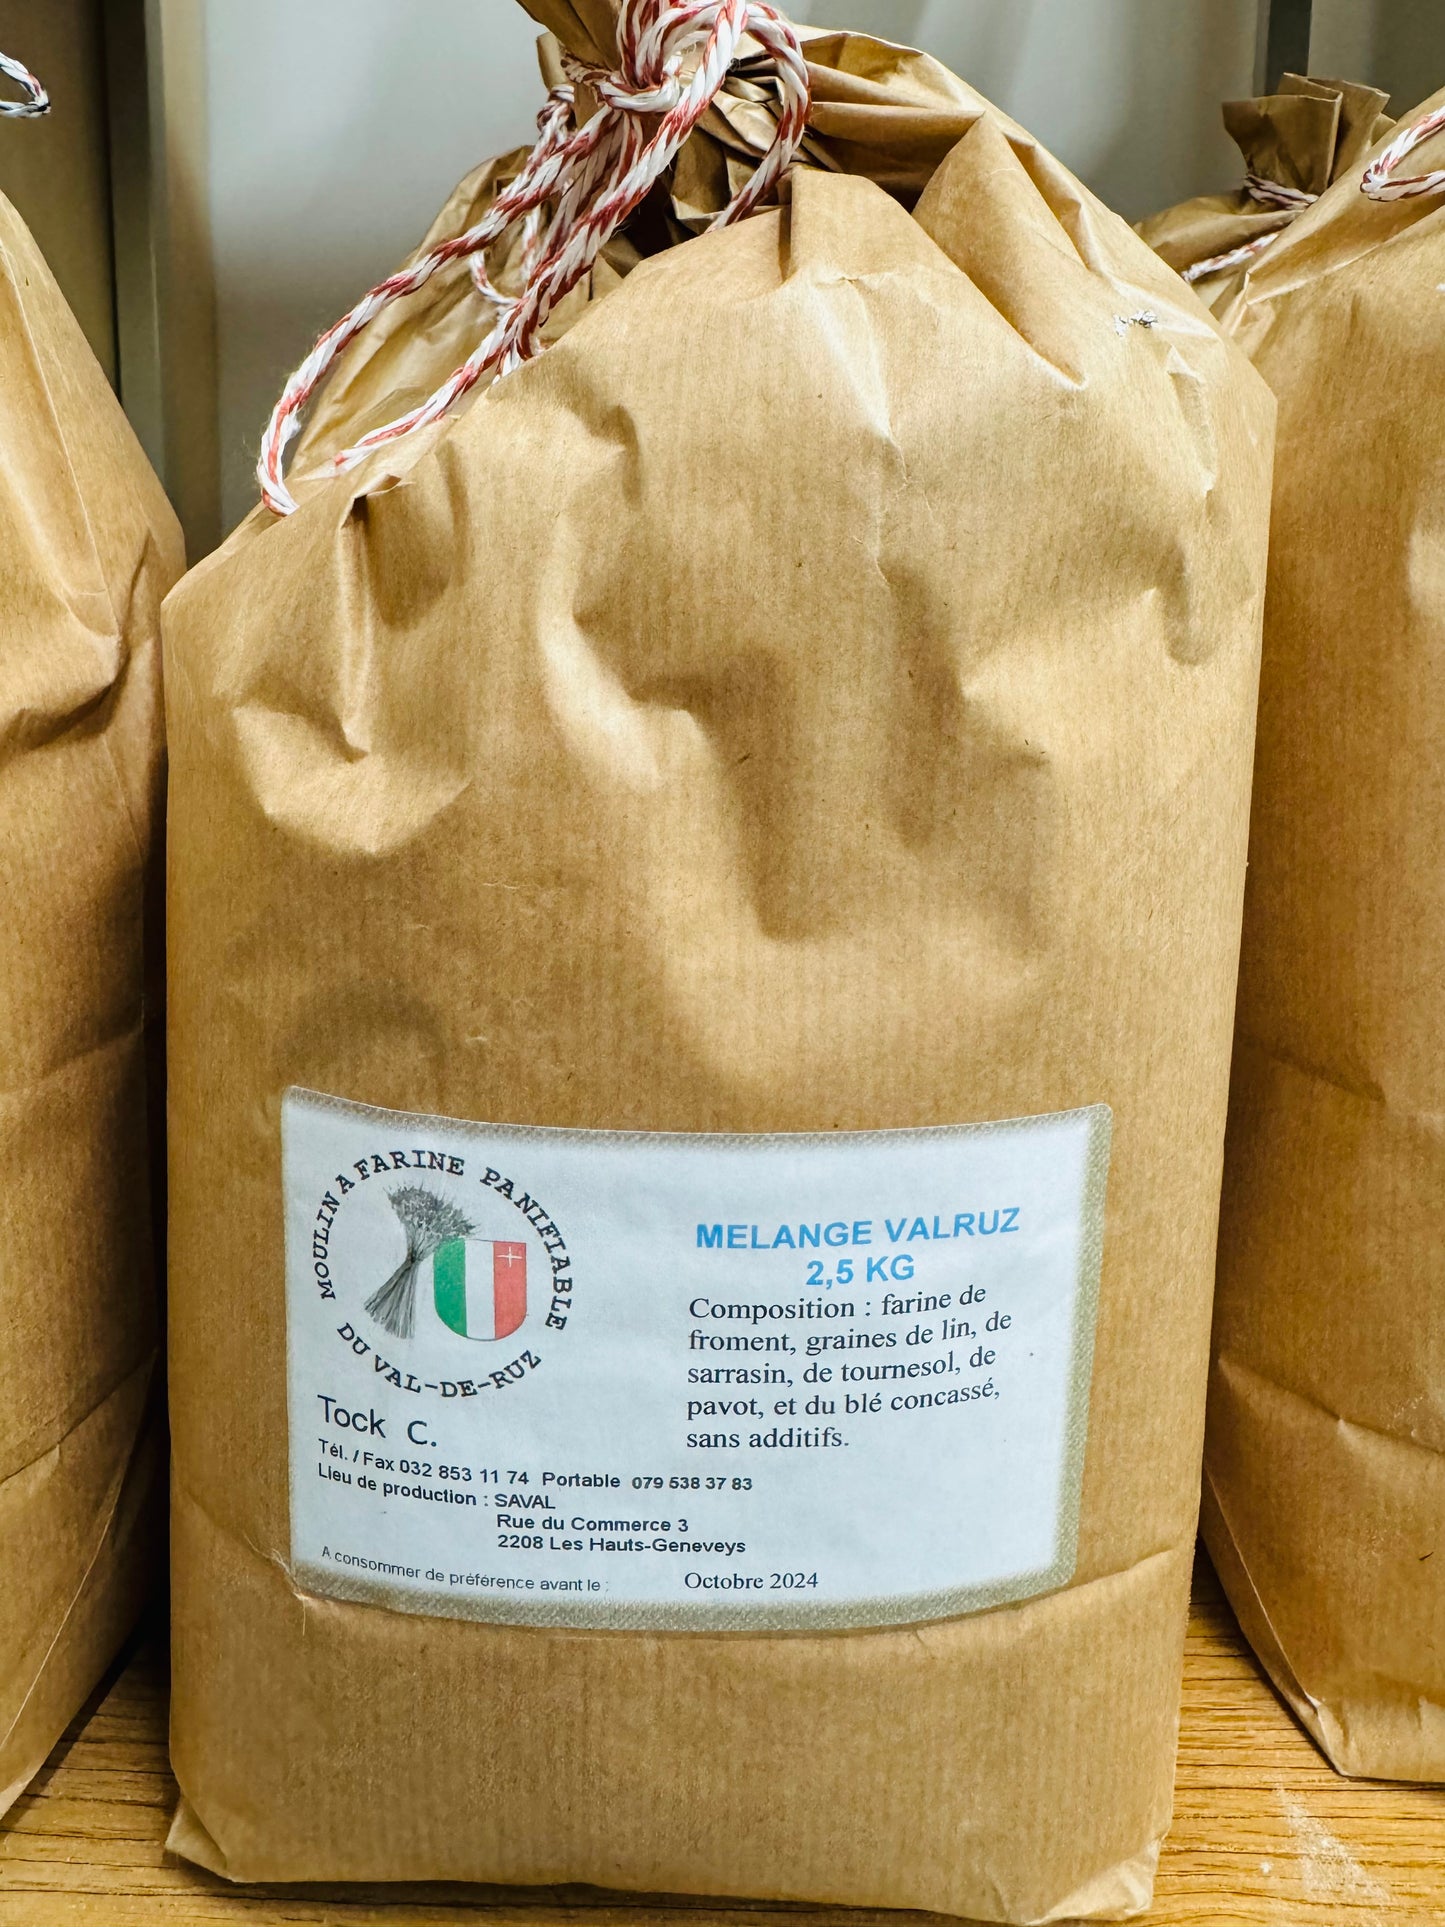 MOULIN A FARINE PANIFIABLE
DU VAL-DE-RUZ
MELANGE VALRUZ
2,5 KG
Composition : farine de
froment, graines de lin, de
sarrasin, de tournesol, de
pavot, et du blé concassé,
sans additifs.
Tock C.
Tél. / Fax 032 853 11 74 Portable 079 538 37 83
Lieu de production : SAVAL
Rue du Commerce 3
2208 Les Hauts-Geneveys
A consommer de préférence avant le : Octobre 2024